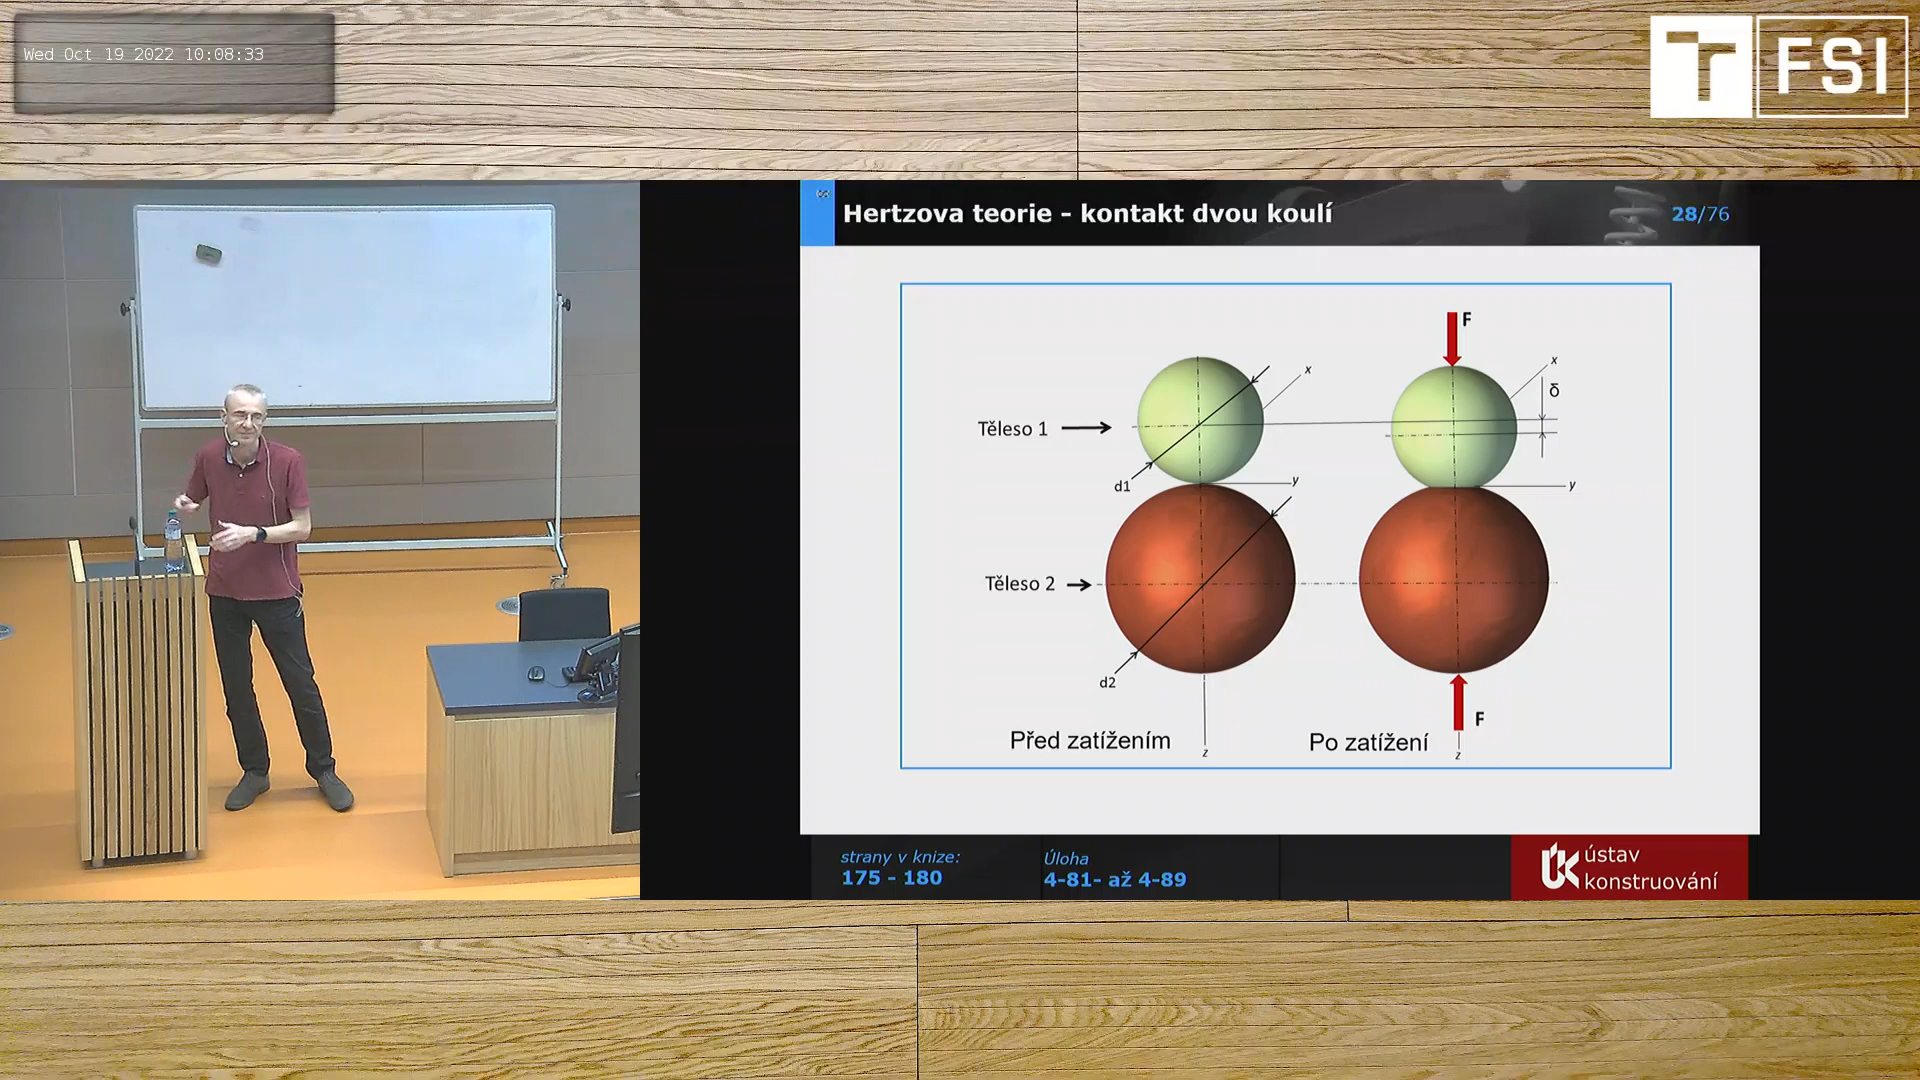 Wed Oct 19 2022 10:08:33
T FSI
Hertzova teorie - kontakt dvou koulí
28/76
F
x
x
δ
Těleso 1
d1
y
y
Těleso 2
d2
F
Před zatížením
Po zatížení
z
z
strany v knize:
175 - 180
Úloha
4-81- až 4-89
ÚK ústav
konstruování